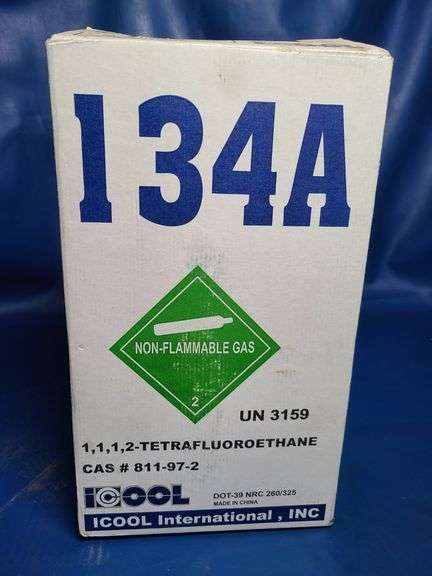 134A
NON-FLAMMABLE GAS
2
UN 3159
1,1,1,2-TETRAFLUOROETHANE
CAS # 811-97-2
iCOOL
DOT-39 NRC 260/325
MADE IN CHINA
ICOOL International , INC